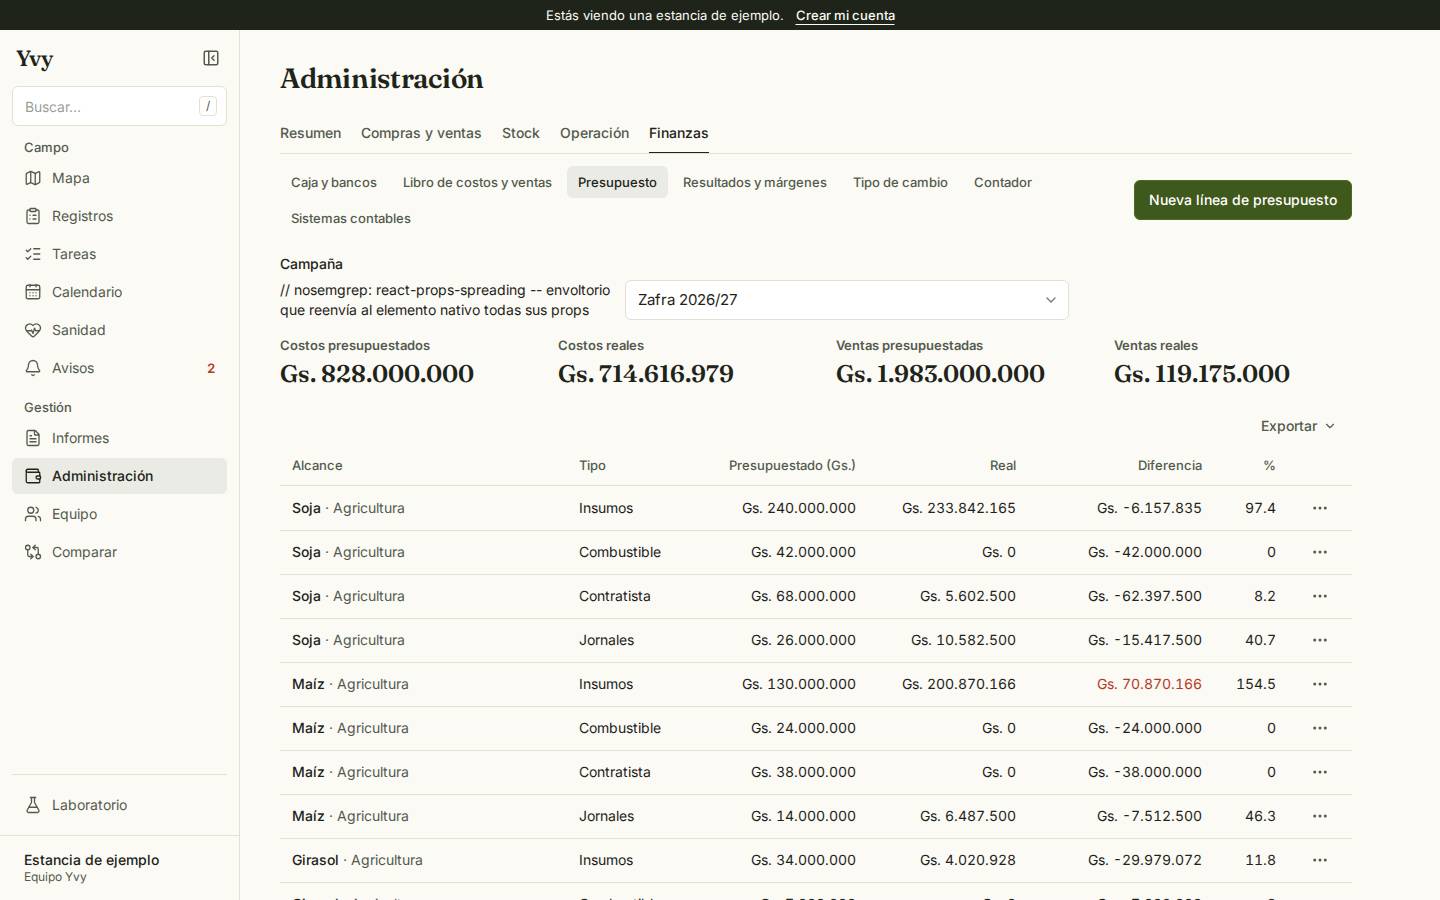 Estás viendo una estancia de ejemplo. Crear mi cuenta
Yvy
Buscar...
/
Campo
Mapa
Registros
Tareas
Calendario
Sanidad
Avisos 2
Gestión
Informes
Administración
Equipo
Comparar
Laboratorio
Estancia de ejemplo
Equipo Yvy
Administración
Resumen Compras y ventas Stock Operación Finanzas
Caja y bancos Libro de costos y ventas Presupuesto Resultados y márgenes Tipo de cambio Contador
Sistemas contables
Nueva línea de presupuesto
Campaña
// nosemgrep: react-props-spreading -- envoltorio
que reenvía al elemento nativo todas sus props
Zafra 2026/27
Costos presupuestados Costos reales Ventas presupuestadas Ventas reales
Gs. 828.000.000 Gs. 714.616.979 Gs. 1.983.000.000 Gs. 119.175.000
Exportar
Alcance Tipo Presupuestado (Gs.) Real Diferencia %
Soja · Agricultura Insumos Gs. 240.000.000 Gs. 233.842.165 Gs. -6.157.835 97.4
Soja · Agricultura Combustible Gs. 42.000.000 Gs. 0 Gs. -42.000.000 0
Soja · Agricultura Contratista Gs. 68.000.000 Gs. 5.602.500 Gs. -62.397.500 8.2
Soja · Agricultura Jornales Gs. 26.000.000 Gs. 10.582.500 Gs. -15.417.500 40.7
Maíz · Agricultura Insumos Gs. 130.000.000 Gs. 200.870.166 Gs. 70.870.166 154.5
Maíz · Agricultura Combustible Gs. 24.000.000 Gs. 0 Gs. -24.000.000 0
Maíz · Agricultura Contratista Gs. 38.000.000 Gs. 0 Gs. -38.000.000 0
Maíz · Agricultura Jornales Gs. 14.000.000 Gs. 6.487.500 Gs. -7.512.500 46.3
Girasol · Agricultura Insumos Gs. 34.000.000 Gs. 4.020.928 Gs. -29.979.072 11.8